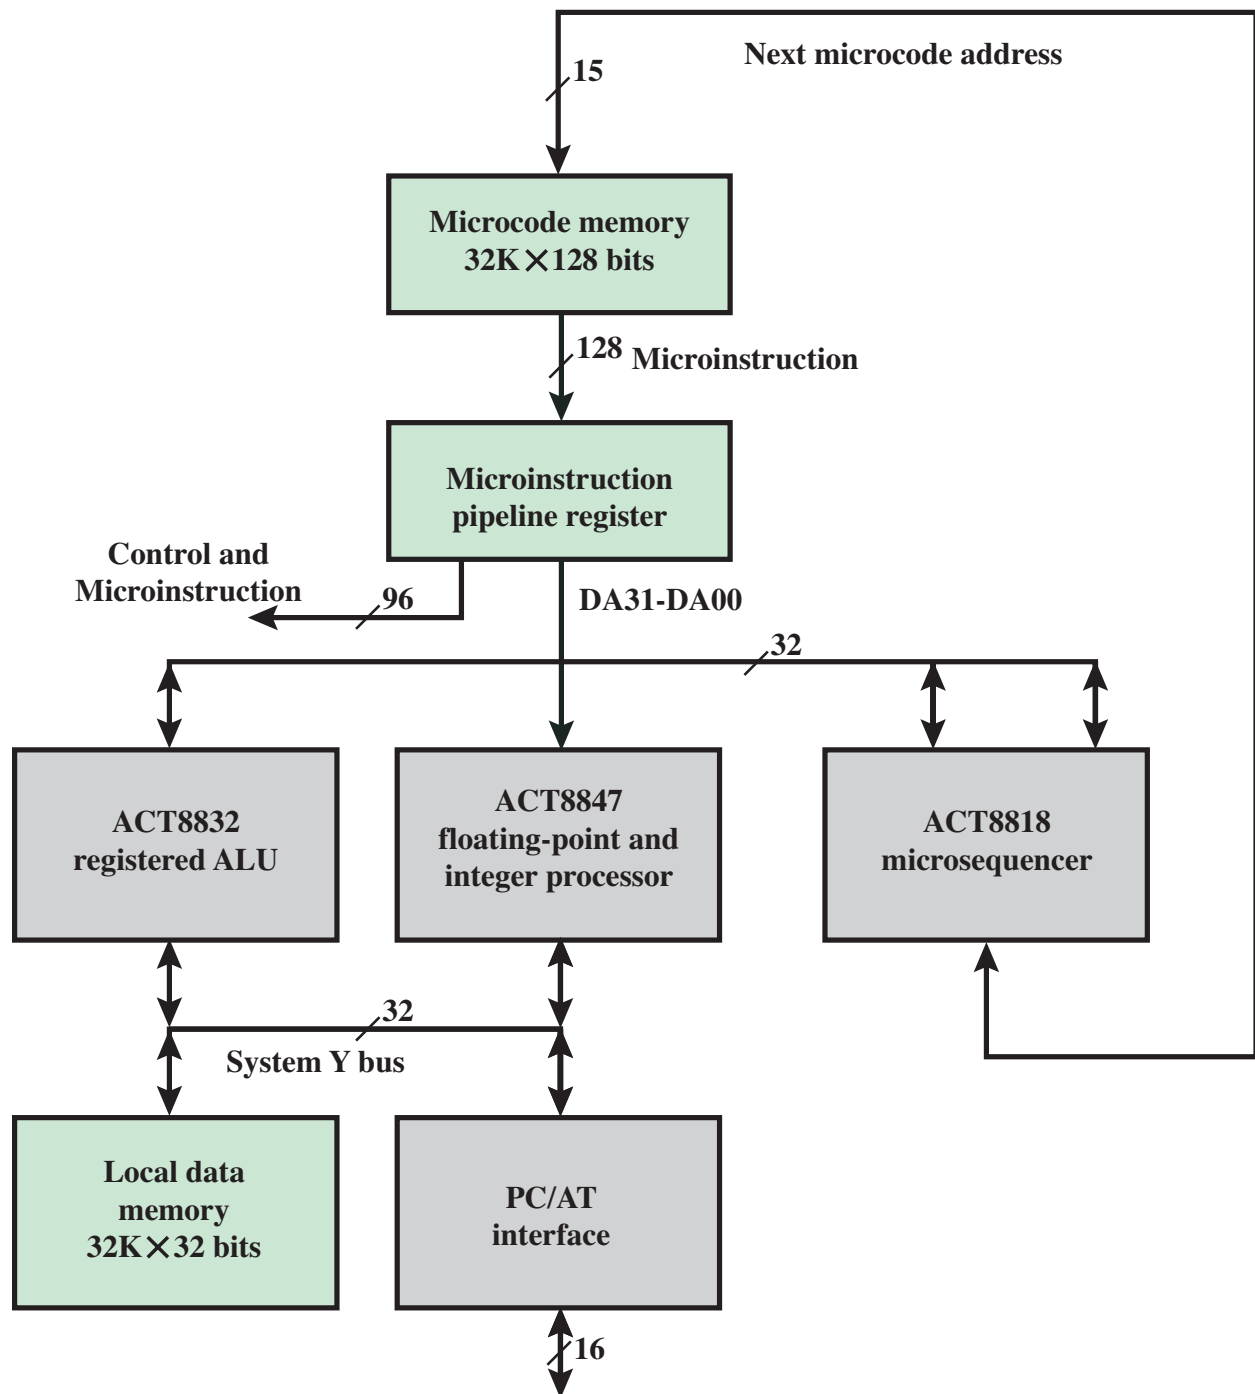 Next microcode address
15
Microcode memory
32K×128 bits
128
Microinstruction
Microinstruction
pipeline register
Control and
Microinstruction
96
DA31-DA00
32
ACT8832
registered ALU
ACT8847
floating-point and
integer processor
ACT8818
microsequencer
32
System Y bus
Local data
memory
32K×32 bits
PC/AT
interface
16